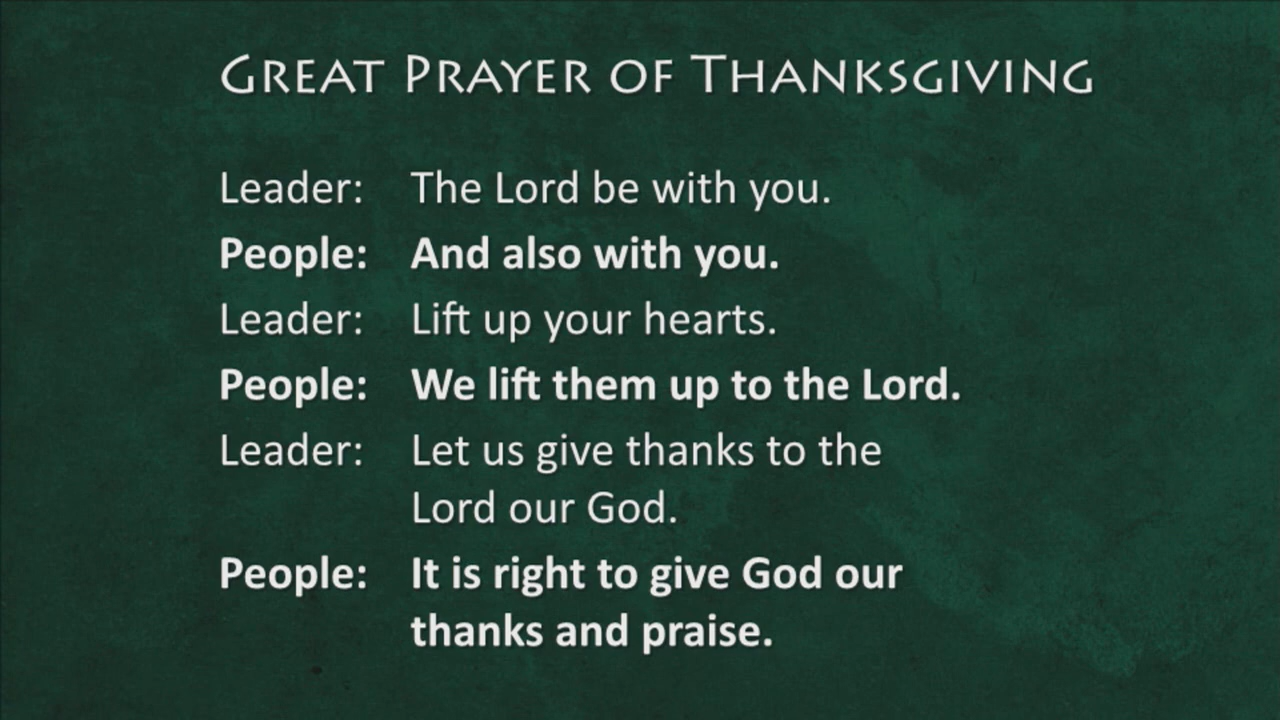 Great Prayer of Thanksgiving
Leader: The Lord be with you.
People: And also with you.
Leader: Lift up your hearts.
People: We lift them up to the Lord.
Leader: Let us give thanks to the
Lord our God.
People: It is right to give God our
thanks and praise.